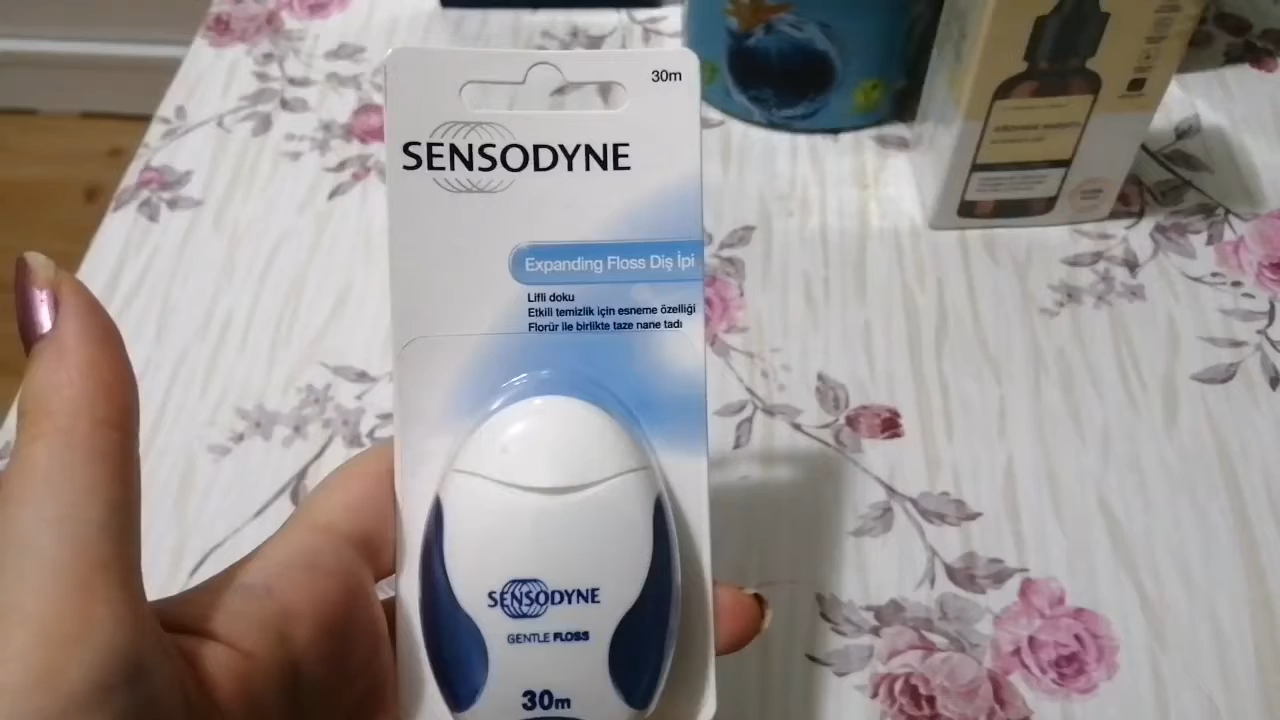 30m
SENSODYNE
Expanding Floss Diş İpi
Lifli doku
Etkili temizlik için esneme özelliği
Florür ile birlikte taze nane tadı
SENSODYNE
GENTLE FLOSS
30m